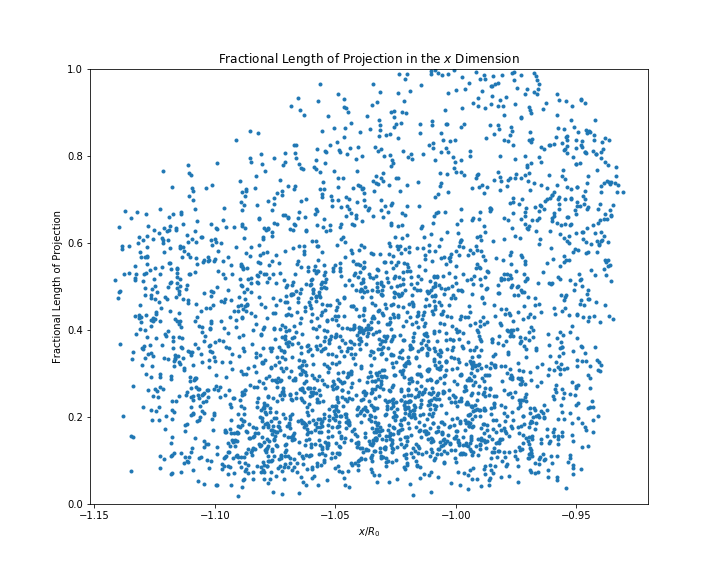 Fractional Length of Projection in the x Dimension
1.0
0.8
0.6
0.4
0.2
0.0
Fractional Length of Projection
−1.15 −1.10 −1.05 −1.00 −0.95
x/R₀